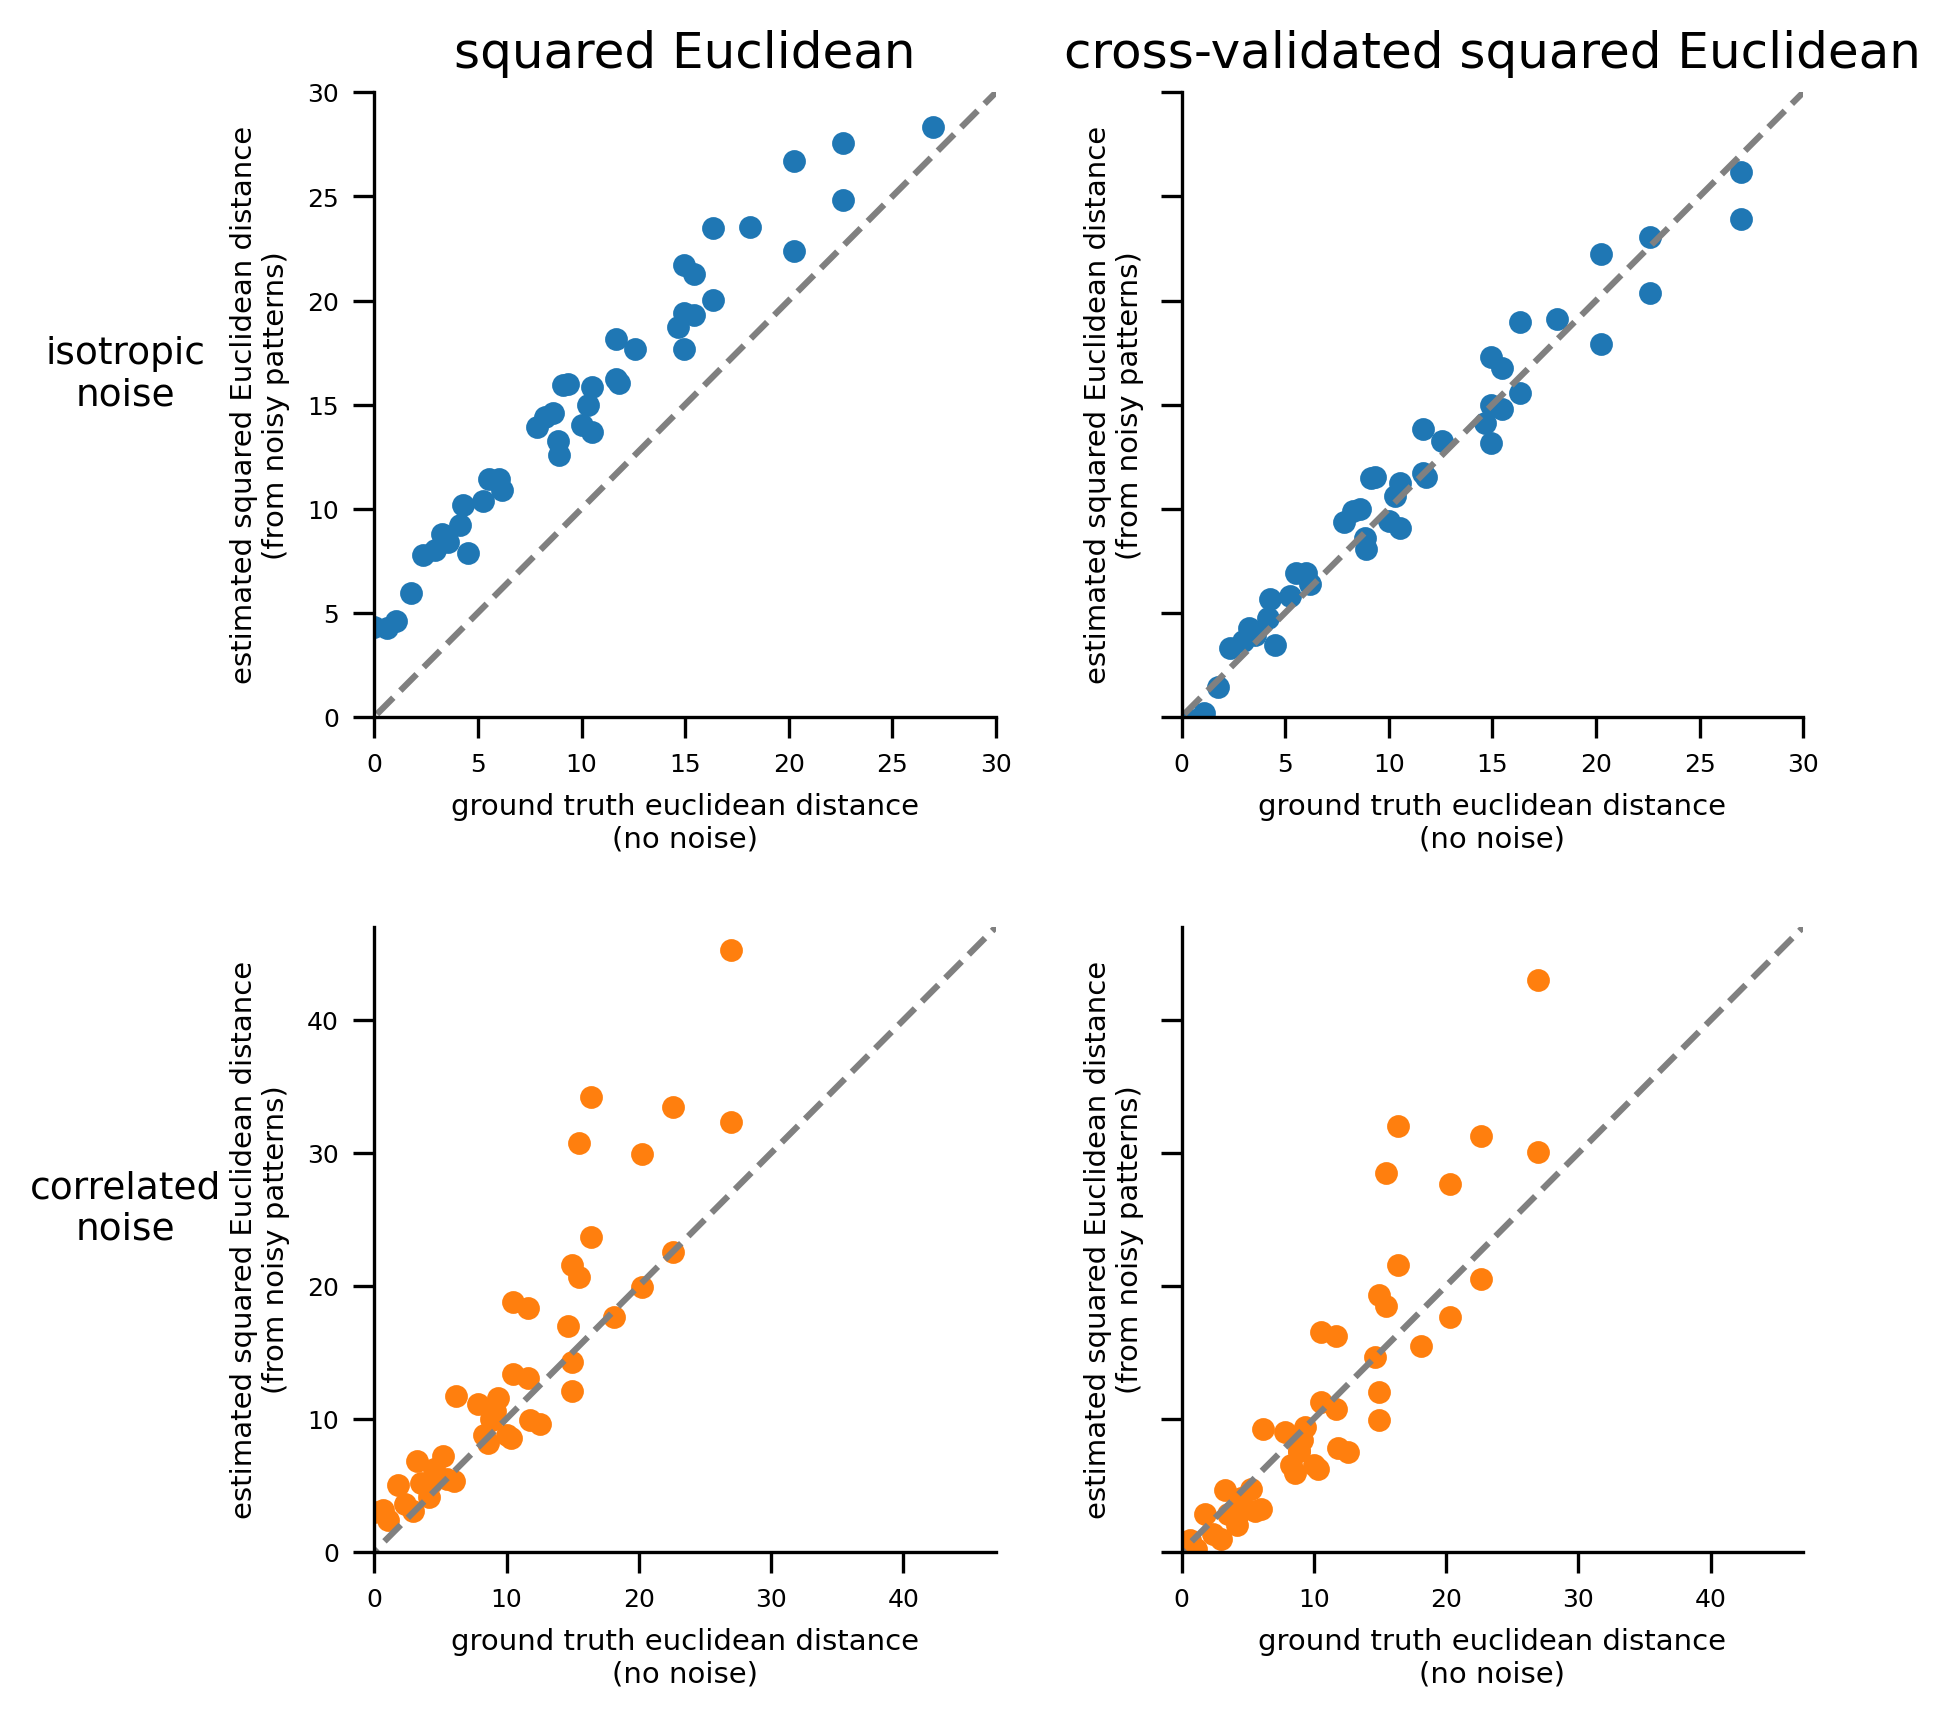 squared Euclidean
cross-validated squared Euclidean
isotropic
noise
estimated squared Euclidean distance
(from noisy patterns)
30
25
20
15
10
5
0
0 5 10 15 20 25 30
ground truth euclidean distance
(no noise)
estimated squared Euclidean distance
(from noisy patterns)
0 5 10 15 20 25 30
ground truth euclidean distance
(no noise)
correlated
noise
estimated squared Euclidean distance
(from noisy patterns)
40
30
20
10
0
0 10 20 30 40
ground truth euclidean distance
(no noise)
estimated squared Euclidean distance
(from noisy patterns)
0 10 20 30 40
ground truth euclidean distance
(no noise)